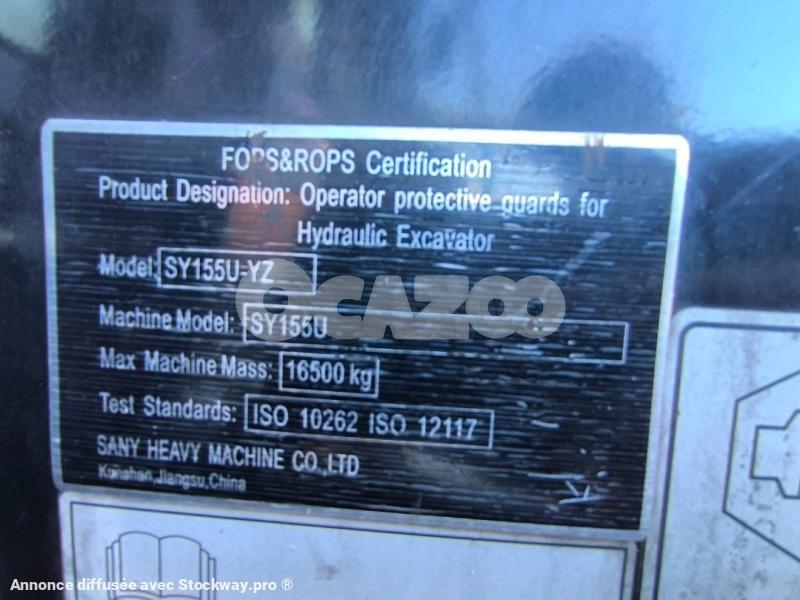 FOPS&ROPS Certification
Product Designation: Operator protective guards for
Hydraulic Excavator
Model: SY155U-YZ
Machine Model: SY155U
Max Machine Mass: 16500 kg
Test Standards: ISO 10262 ISO 12117
SANY HEAVY MACHINE CO.,LTD
Kunshan,Jiangsu,China
CAZOO
Annonce diffusée avec Stockway.pro ®